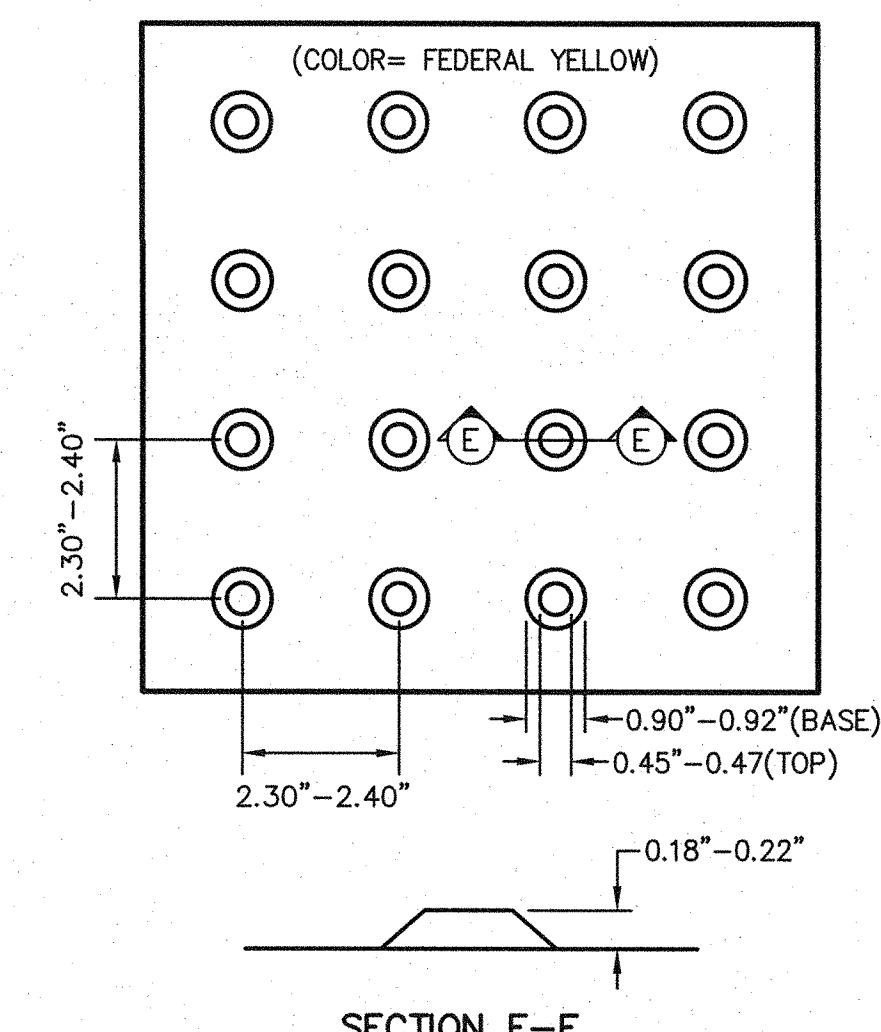 (COLOR= FEDERAL YELLOW)
E E
2.30"-2.40"
0.90"-0.92"(BASE)
0.45"-0.47(TOP)
2.30"-2.40"
0.18"-0.22"
SECTION E-E